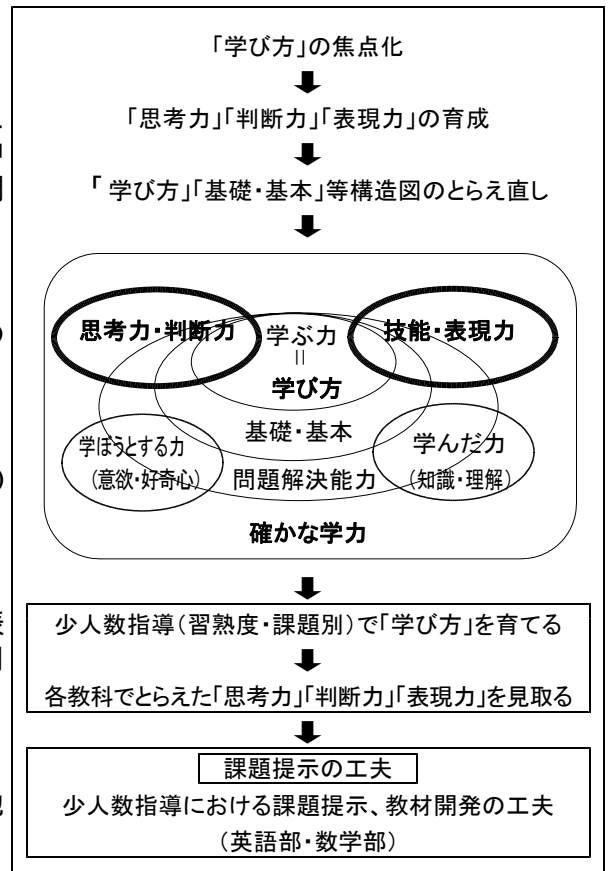 「学び方」の焦点化
「思考力」「判断力」「表現力」の育成
「学び方」「基礎・基本」等構造図のとらえ直し
思考力・判断力
学ぶ力
=
学び方
技能・表現力
基礎・基本
学ぼうとする力
(意欲・好奇心)
問題解決能力
学んだ力
(知識・理解)
確かな学力
少人数指導(習熟度・課題別)で「学び方」を育てる
各教科でとらえた「思考力」「判断力」「表現力」を見取る
課題提示の工夫
少人数指導における課題提示、教材開発の工夫
(英語部・数学部)